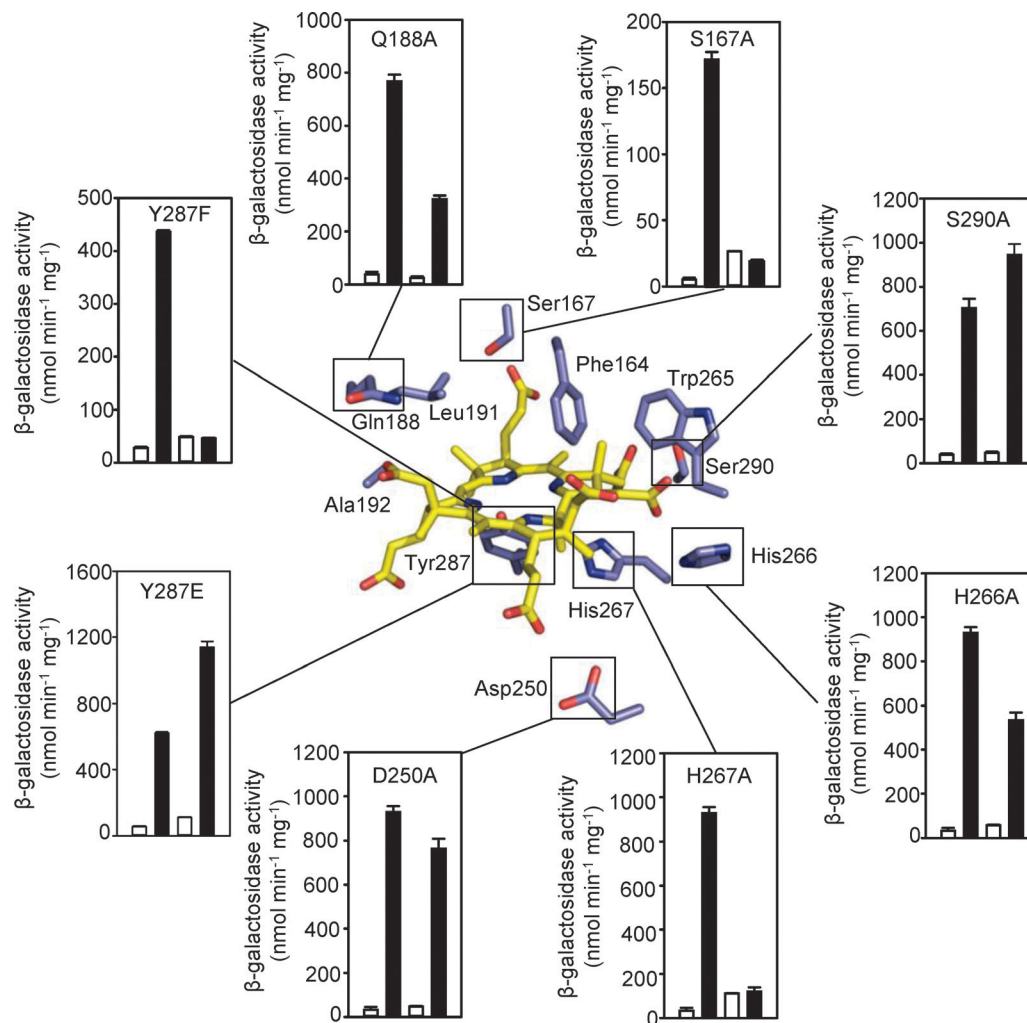 Q188A
β-galactosidase activity
(nmol min⁻¹ mg⁻¹)
1000
800
600
400
200
0
S167A
β-galactosidase activity
(nmol min⁻¹ mg⁻¹)
200
150
100
50
0
Y287F
β-galactosidase activity
(nmol min⁻¹ mg⁻¹)
500
400
300
400
100
0
S290A
β-galactosidase activity
(nmol min⁻¹ mg⁻¹)
1200
1000
800
600
400
200
0
Ser167
Phe164
Trp265
Gln188
Leu191
Ser290
Ala192
Tyr287
His267
His266
Asp250
Y287E
β-galactosidase activity
(nmol min⁻¹ mg⁻¹)
1600
1200
800
400
0
H266A
β-galactosidase activity
(nmol min⁻¹ mg⁻¹)
1200
1000
800
600
400
200
0
D250A
β-galactosidase activity
(nmol min⁻¹ mg⁻¹)
1200
1000
800
600
400
200
0
H267A
β-galactosidase activity
(nmol min⁻¹ mg⁻¹)
1200
1000
800
600
400
200
0